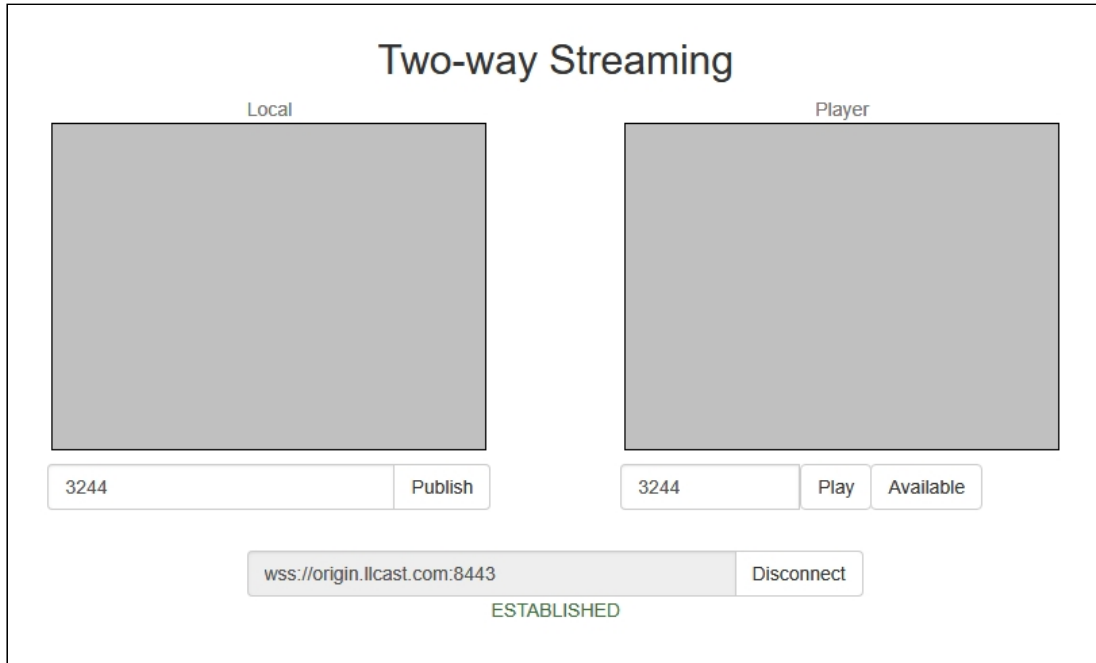 Two-way Streaming
Local
Player
3244
Publish
3244
Play
Available
wss://origin.llcast.com:8443
Disconnect
ESTABLISHED